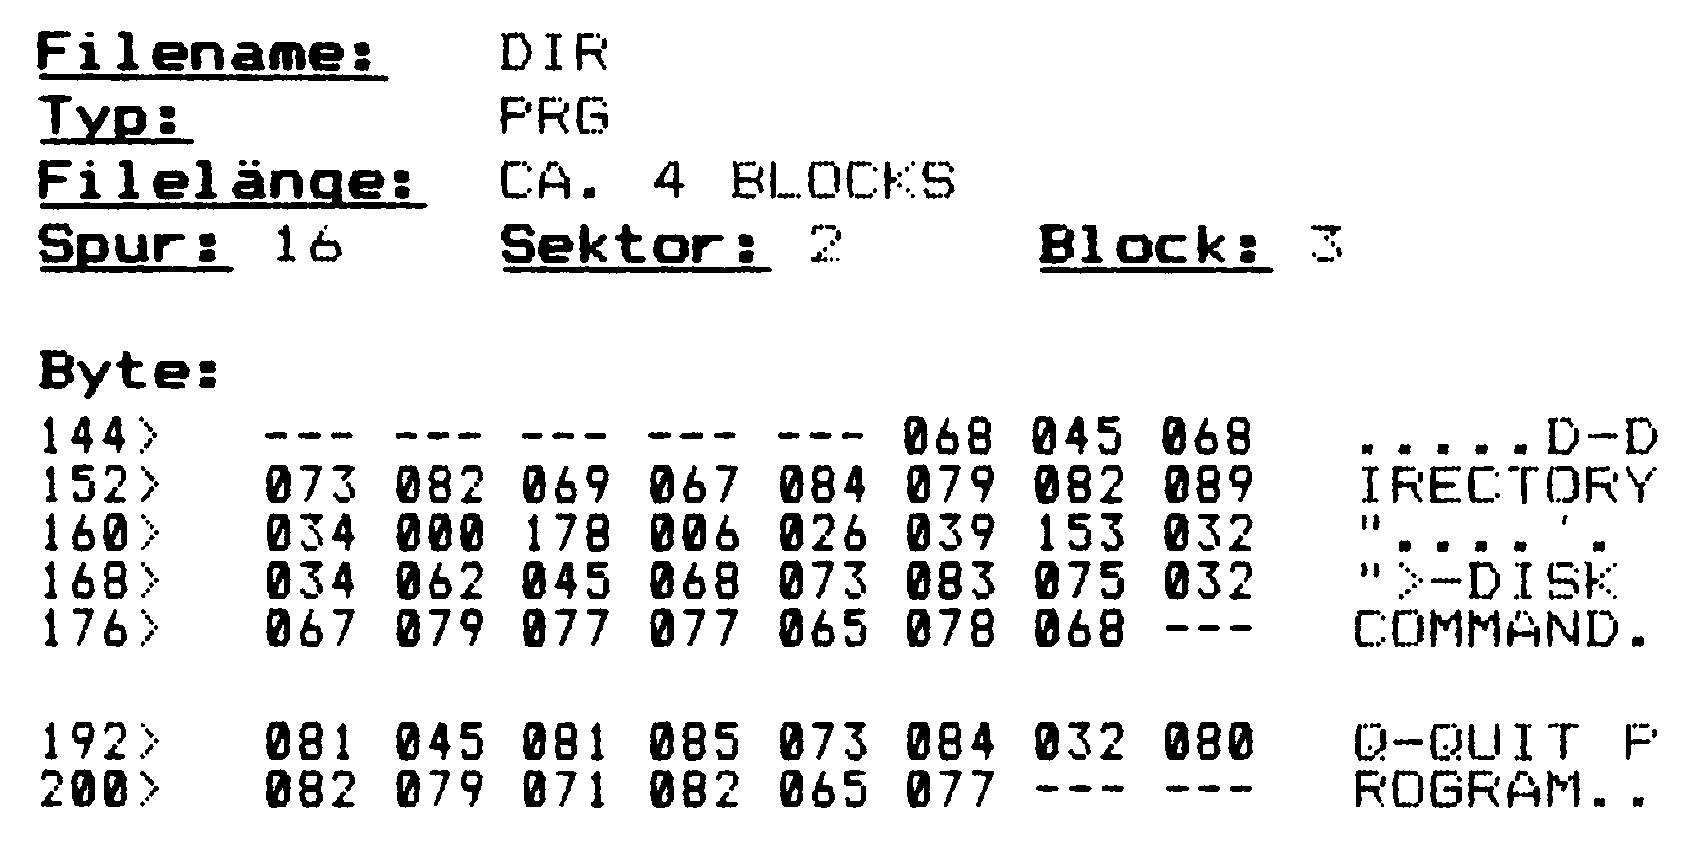 Filename: DIR
Typ: PRG
Filelänge: CA. 4 BLOCKS
Spur: 16 Sektor: 2 Block: 3
Byte:
144> --- --- --- --- --- 068 045 068 .....D-D
152> 073 082 069 067 084 079 082 089 IRECTORY
160> 034 000 178 006 026 039 153 032 "....'.
168> 034 062 045 068 073 083 075 032 ">-DISK
176> 067 079 077 077 065 078 068 --- COMMAND.
192> 081 045 081 085 073 084 032 080 Q-QUIT P
200> 082 079 071 082 065 077 --- --- ROGRAM..